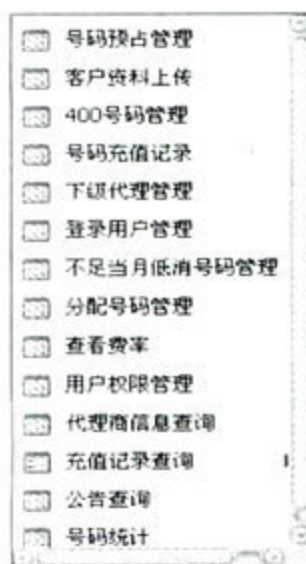 号码预占管理
客户资料上传
400号码管理
号码充值记录
下级代理管理
登录用户管理
不足当月低消号码管理
分配号码管理
查看费率
用户权限管理
代理商信息查询
充值记录查询
公告查询
号码统计